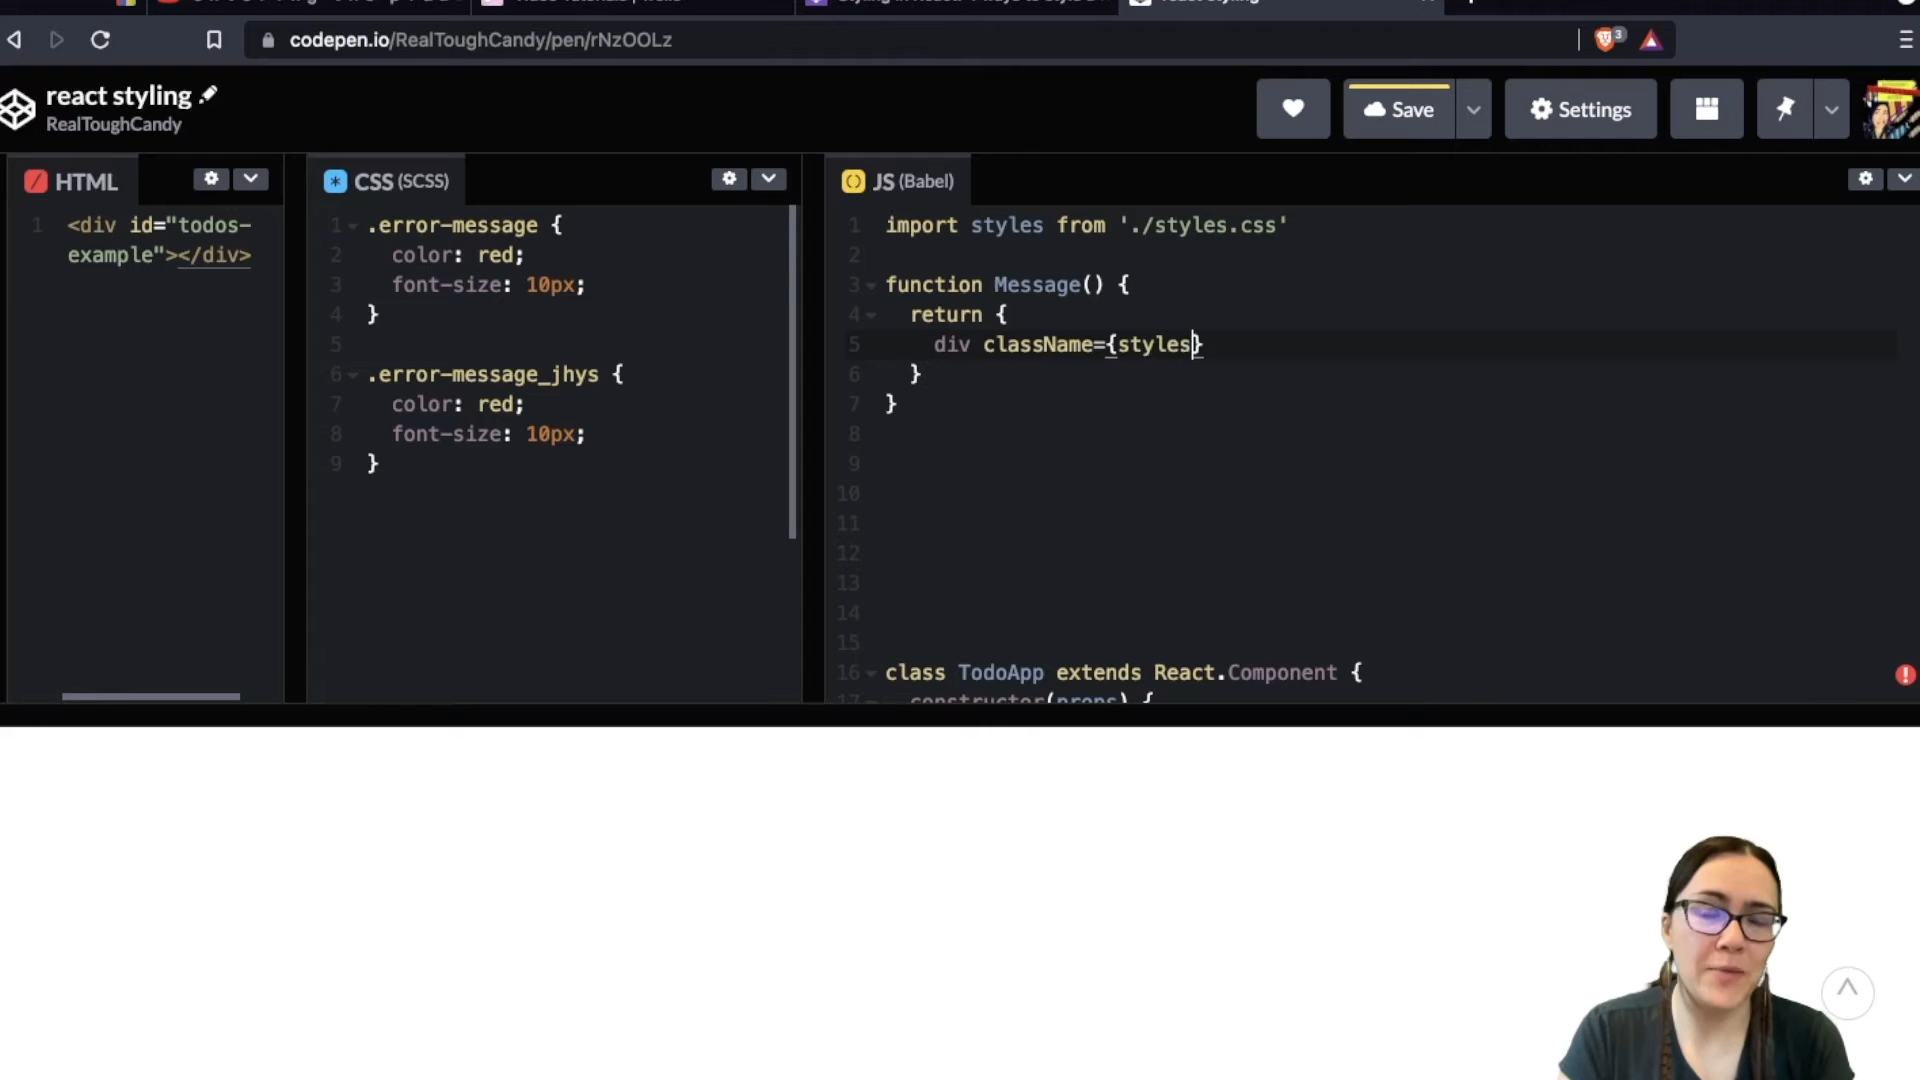 codepen.io/RealToughCandy/pen/rNzOOLz
3
react styling
RealToughCandy
Save
Settings
HTML
1 <div id="todos-
example"></div>
CSS (SCSS)
1 .error-message {
2 color: red;
3 font-size: 10px;
4 }
5
6 .error-message_jhys {
7 color: red;
8 font-size: 10px;
9 }
JS (Babel)
1 import styles from './styles.css'
2
3 function Message() {
4 return {
5 div className={styles}
6 }
7 }
8
9
10
11
12
13
14
15
16 class TodoApp extends React.Component {
17 constructor(props) {